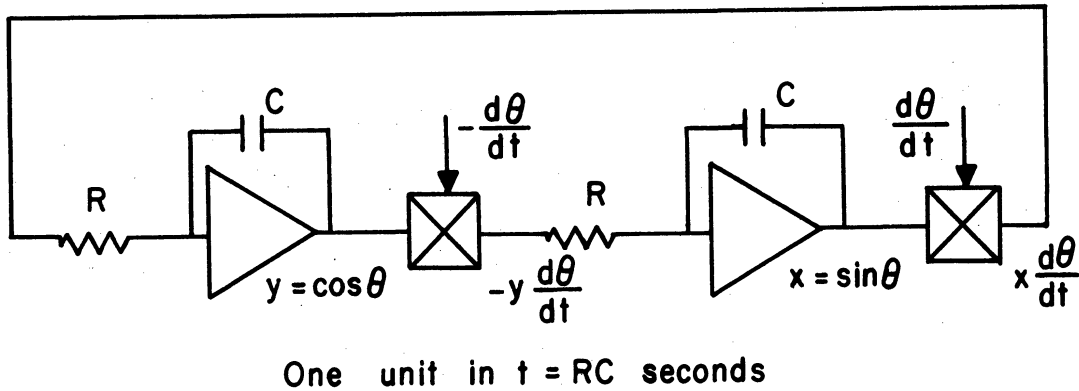 C
C
-dθ/dt
dθ/dt
R
R
y = cosθ
-y dθ/dt
x = sinθ
x dθ/dt
One unit in t = RC seconds